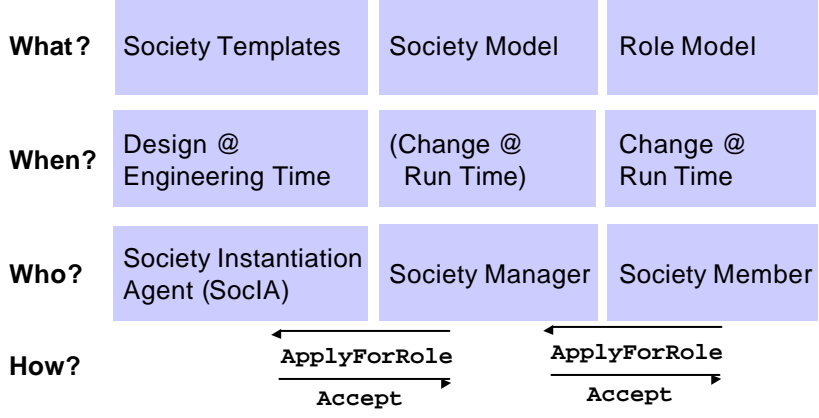 What? Society Templates Society Model Role Model
When? Design @ (Change @ Change @
Engineering Time Run Time) Run Time
Who? Society Instantiation Society Manager Society Member
Agent (SocIA)
How? ApplyForRole ApplyForRole
Accept Accept